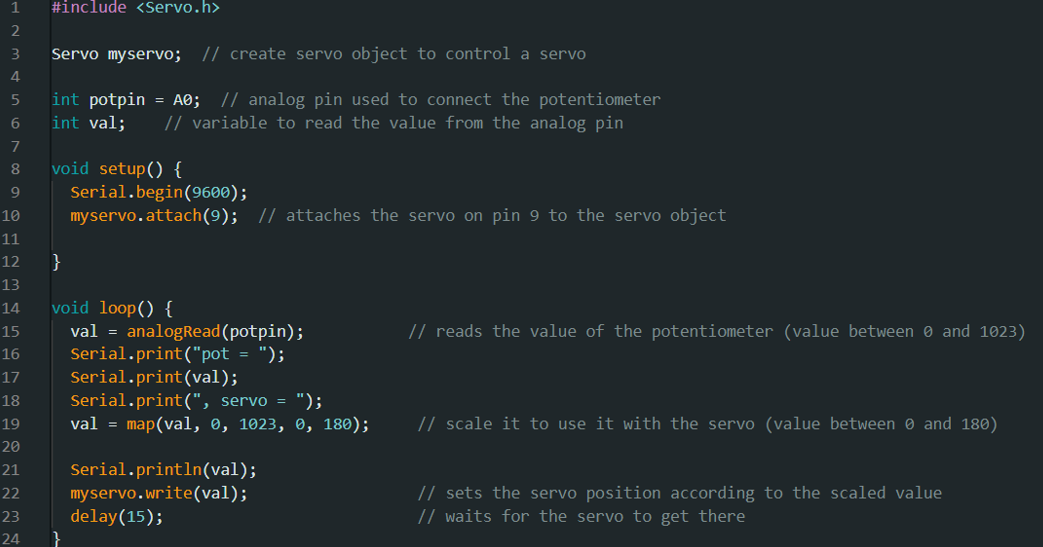 1 #include <Servo.h>
2
3 Servo myservo;  // create servo object to control a servo
4
5 int potpin = A0;  // analog pin used to connect the potentiometer
6 int val;    // variable to read the value from the analog pin
7
8 void setup() {
9   Serial.begin(9600);
10   myservo.attach(9);  // attaches the servo on pin 9 to the servo object
11
12 }
13
14 void loop() {
15   val = analogRead(potpin);           // reads the value of the potentiometer (value between 0 and 1023)
16   Serial.print("pot = ");
17   Serial.print(val);
18   Serial.print(", servo = ");
19   val = map(val, 0, 1023, 0, 180);     // scale it to use it with the servo (value between 0 and 180)
20
21   Serial.println(val);
22   myservo.write(val);                  // sets the servo position according to the scaled value
23   delay(15);                           // waits for the servo to get there
24 }